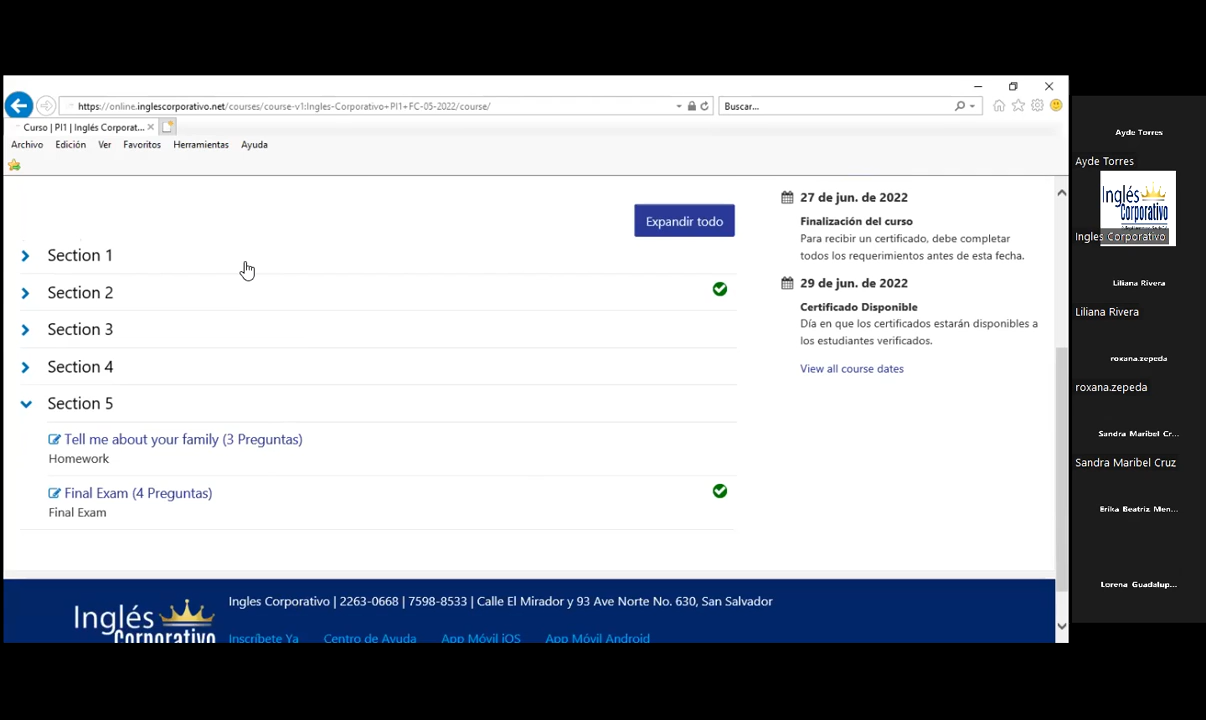 https://online.inglescorporativo.net/courses/course-v1:Ingles-Corporativo+PI1+FC-05-2022/course/
Buscar...
Curso | PI1 | Inglés Corporat...
Archivo Edición Ver Favoritos Herramientas Ayuda
Expandir todo
Section 1
Section 2
Section 3
Section 4
Section 5
Tell me about your family (3 Preguntas)
Homework
Final Exam (4 Preguntas)
Final Exam
27 de jun. de 2022
Finalización del curso
Para recibir un certificado, debe completar
todos los requerimientos antes de esta fecha.
29 de jun. de 2022
Certificado Disponible
Día en que los certificados estarán disponibles a
los estudiantes verificados.
View all course dates
Inglés
Corporativo
Ingles Corporativo | 2263-0668 | 7598-8533 | Calle El Mirador y 93 Ave Norte No. 630, San Salvador
Inscríbete Ya Centro de Ayuda App Móvil iOS App Móvil Android
Ayde Torres
Ayde Torres
Inglés
Corporativo
Ingles Corporativo
Liliana Rivera
Liliana Rivera
roxana.zepeda
roxana.zepeda
Sandra Maribel Cr...
Sandra Maribel Cruz
Erika Beatriz Men...
Lorena Guadalup...